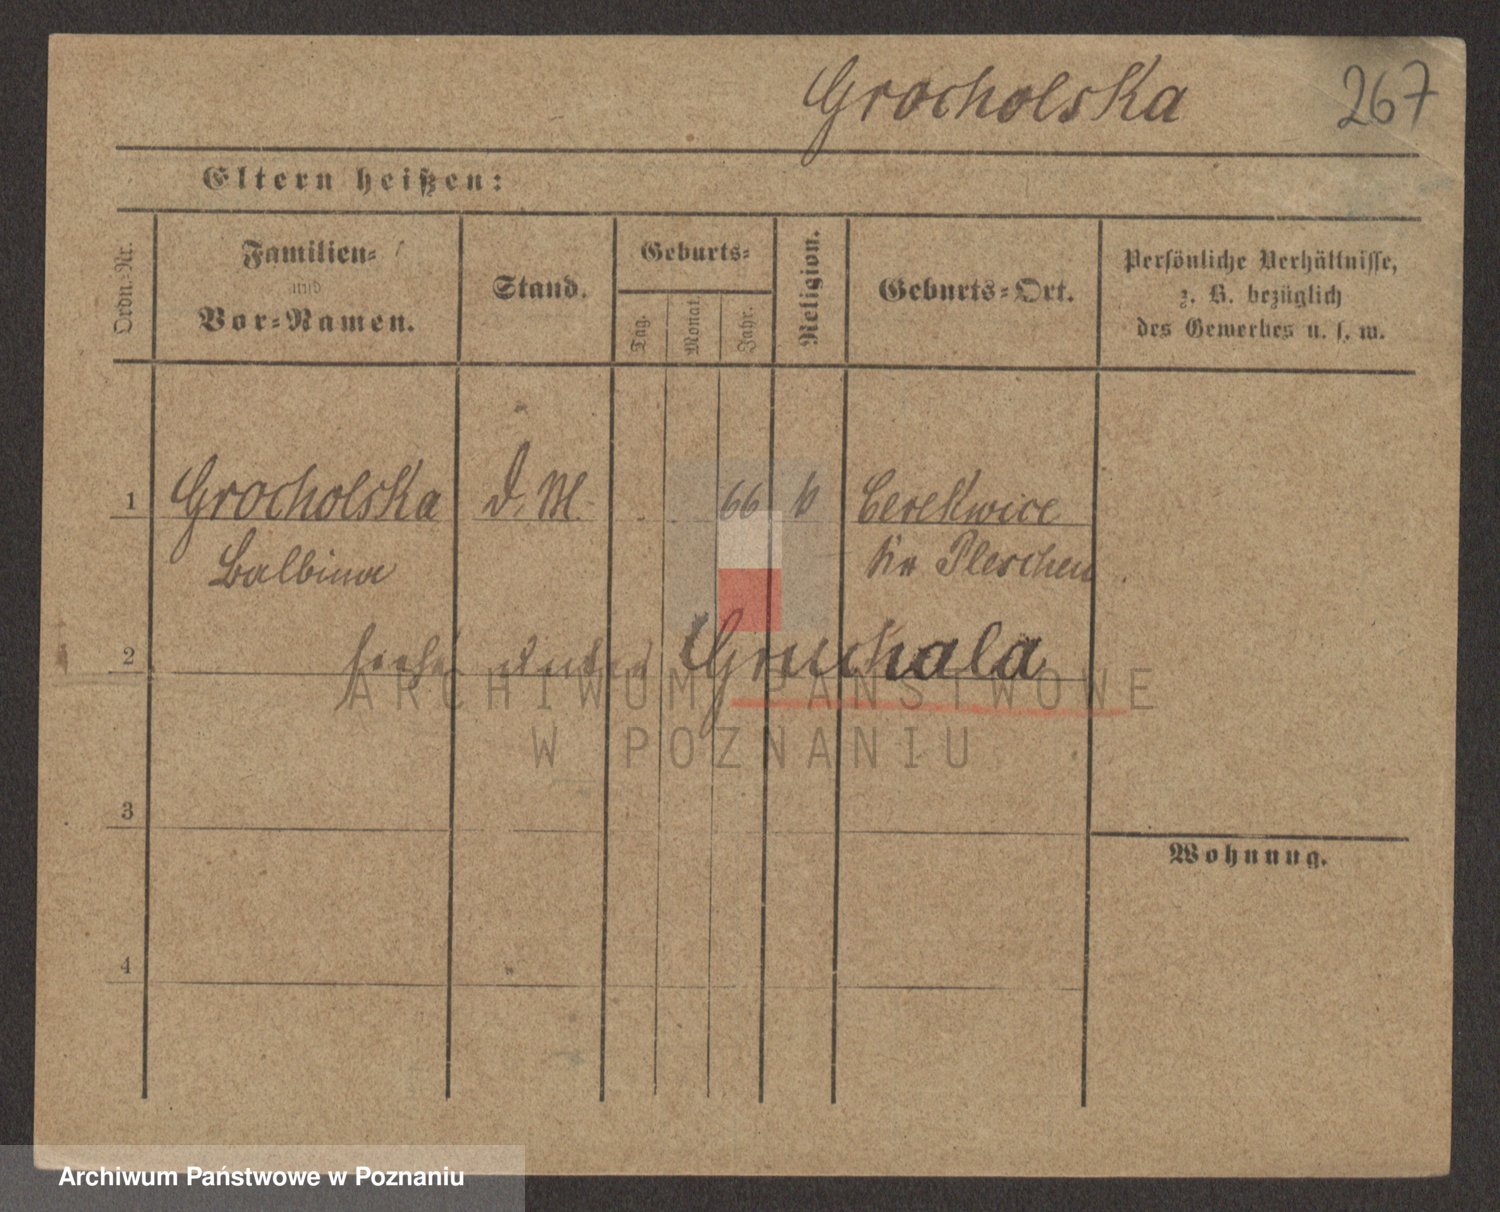 Grocholska 267
Eltern heißen:
Ordn.-Nr.
Familien-
und
Vor-Namen.
Stand.
Geburts-
Tag.
Monat.
Jahr.
Religion.
Geburts-Ort.
Persönliche Verhältnisse,
z. B. bezüglich
des Gewerbes u. s. w.
1 Grocholska D. M. 66 k Cerekwice
Balbina Kr Pleschen
2 siehe unter Gruchala
3
Wohnung.
4
ARCHIWUM PAŃSTWOWE
W POZNANIU
Archiwum Państwowe w Poznaniu